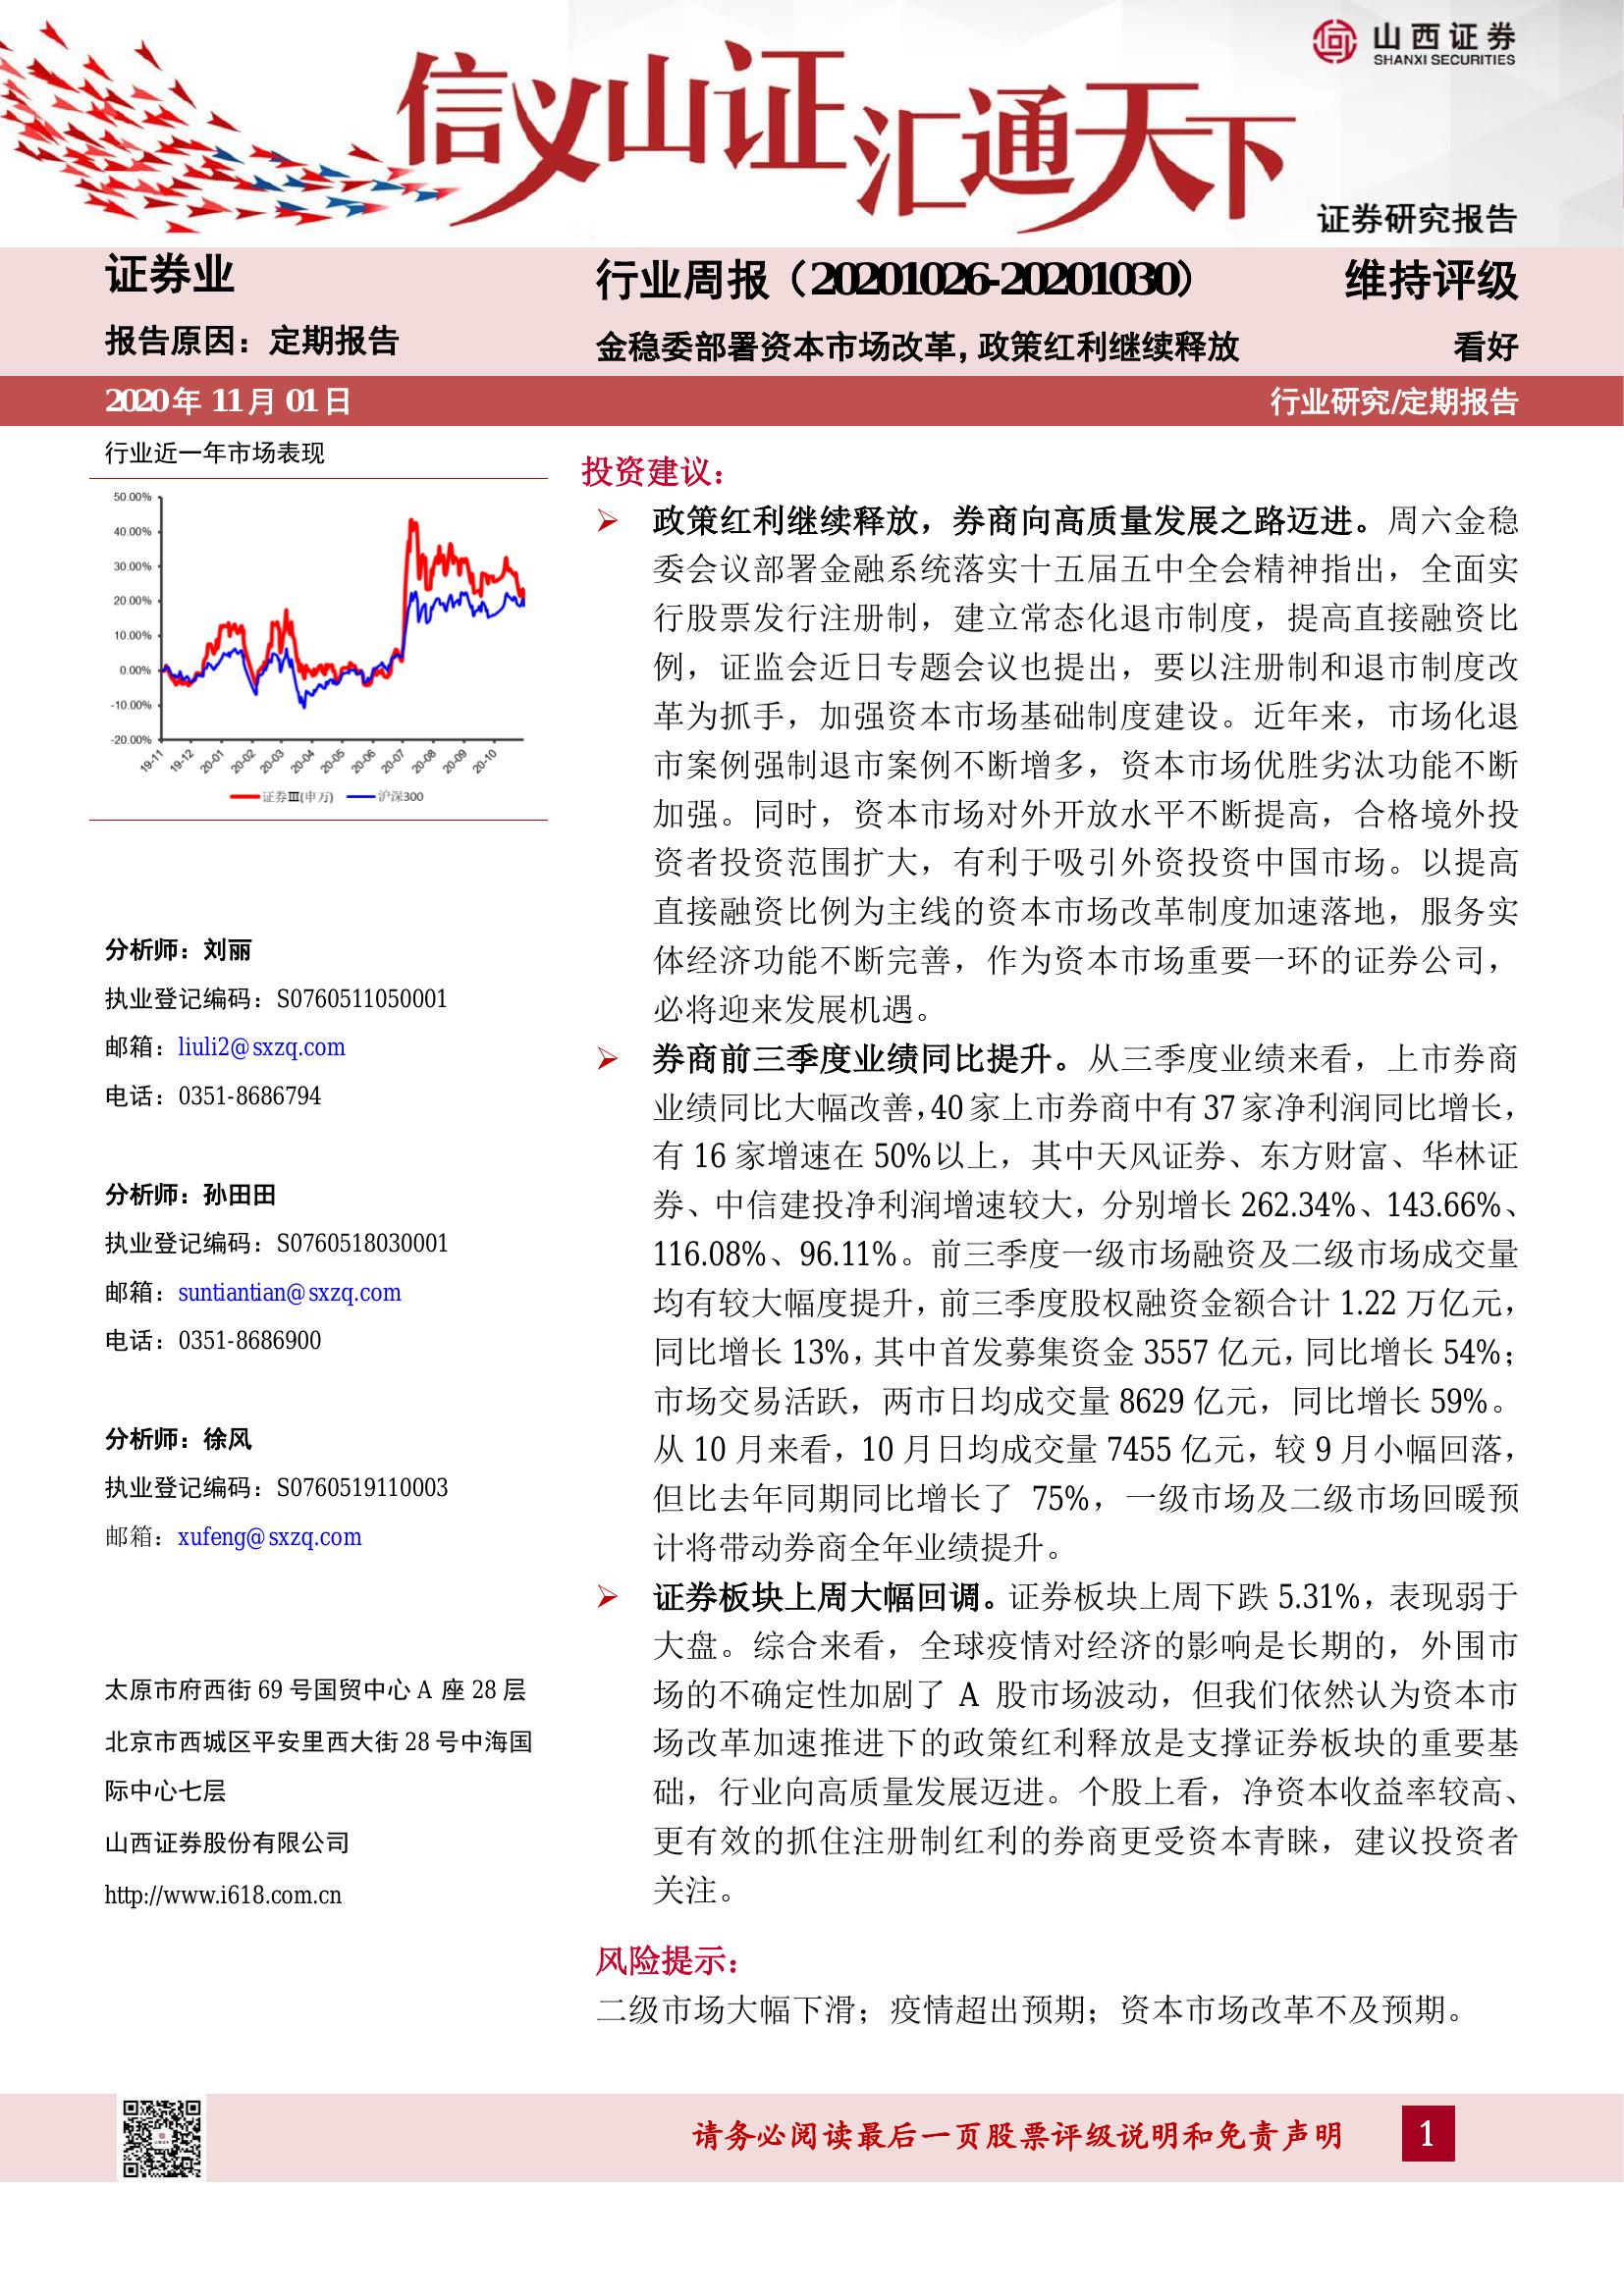 山西证券
SHANXI SECURITIES
信义山证汇通天下
证券研究报告
证券业
报告原因：定期报告
行业周报（20201026-20201030）
维持评级
金稳委部署资本市场改革，政策红利继续释放
看好
2020年 11月 01日
行业研究/定期报告
行业近一年市场表现
50.00%
40.00%
30.00%
20.00%
10.00%
0.00%
-10.00%
-20.00%
19-11
19-12
20-01
20-02
20-03
20-04
20-05
20-06
20-07
20-08
20-09
20-10
证券Ⅲ(申万)
沪深300
分析师：刘丽
执业登记编码：S0760511050001
邮箱：liuli2@sxzq.com
电话：0351-8686794
分析师：孙田田
执业登记编码：S0760518030001
邮箱：suntiantian@sxzq.com
电话：0351-8686900
分析师：徐风
执业登记编码：S0760519110003
邮箱：xufeng@sxzq.com
太原市府西街 69 号国贸中心 A 座 28 层
北京市西城区平安里西大街 28 号中海国
际中心七层
山西证券股份有限公司
http://www.i618.com.cn
投资建议：
政策红利继续释放，券商向高质量发展之路迈进。周六金稳
委会议部署金融系统落实十五届五中全会精神指出，全面实
行股票发行注册制，建立常态化退市制度，提高直接融资比
例，证监会近日专题会议也提出，要以注册制和退市制度改
革为抓手，加强资本市场基础制度建设。近年来，市场化退
市案例强制退市案例不断增多，资本市场优胜劣汰功能不断
加强。同时，资本市场对外开放水平不断提高，合格境外投
资者投资范围扩大，有利于吸引外资投资中国市场。以提高
直接融资比例为主线的资本市场改革制度加速落地，服务实
体经济功能不断完善，作为资本市场重要一环的证券公司，
必将迎来发展机遇。
券商前三季度业绩同比提升。从三季度业绩来看，上市券商
业绩同比大幅改善，40 家上市券商中有 37 家净利润同比增长，
有 16 家增速在 50%以上，其中天风证券、东方财富、华林证
券、中信建投净利润增速较大，分别增长 262.34%、143.66%、
116.08%、96.11%。前三季度一级市场融资及二级市场成交量
均有较大幅度提升，前三季度股权融资金额合计 1.22 万亿元，
同比增长 13%，其中首发募集资金 3557 亿元，同比增长 54%；
市场交易活跃，两市日均成交量 8629 亿元，同比增长 59%。
从 10 月来看，10 月日均成交量 7455 亿元，较 9 月小幅回落，
但比去年同期同比增长了 75%，一级市场及二级市场回暖预
计将带动券商全年业绩提升。
证券板块上周大幅回调。证券板块上周下跌 5.31%，表现弱于
大盘。综合来看，全球疫情对经济的影响是长期的，外围市
场的不确定性加剧了 A 股市场波动，但我们依然认为资本市
场改革加速推进下的政策红利释放是支撑证券板块的重要基
础，行业向高质量发展迈进。个股上看，净资本收益率较高、
更有效的抓住注册制红利的券商更受资本青睐，建议投资者
关注。
风险提示：
二级市场大幅下滑；疫情超出预期；资本市场改革不及预期。
请务必阅读最后一页股票评级说明和免责声明
1